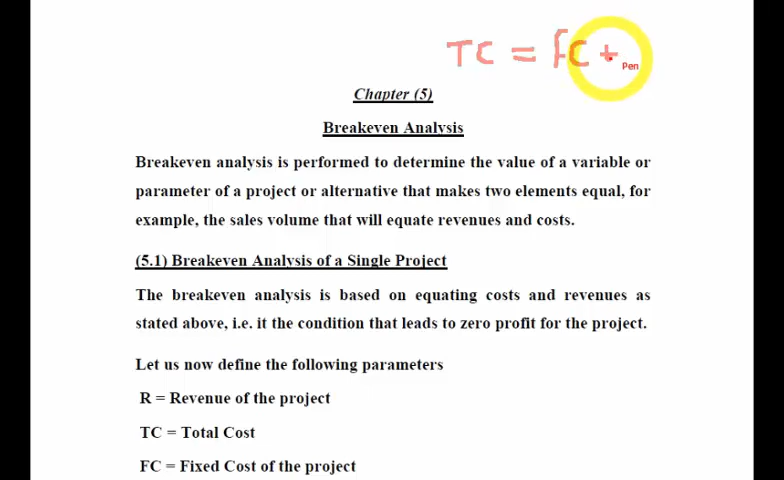 TC = FC +
Pen
Chapter (5)
Breakeven Analysis
Breakeven analysis is performed to determine the value of a variable or
parameter of a project or alternative that makes two elements equal, for
example, the sales volume that will equate revenues and costs.
(5.1) Breakeven Analysis of a Single Project
The breakeven analysis is based on equating costs and revenues as
stated above, i.e. it the condition that leads to zero profit for the project.
Let us now define the following parameters
R = Revenue of the project
TC = Total Cost
FC = Fixed Cost of the project